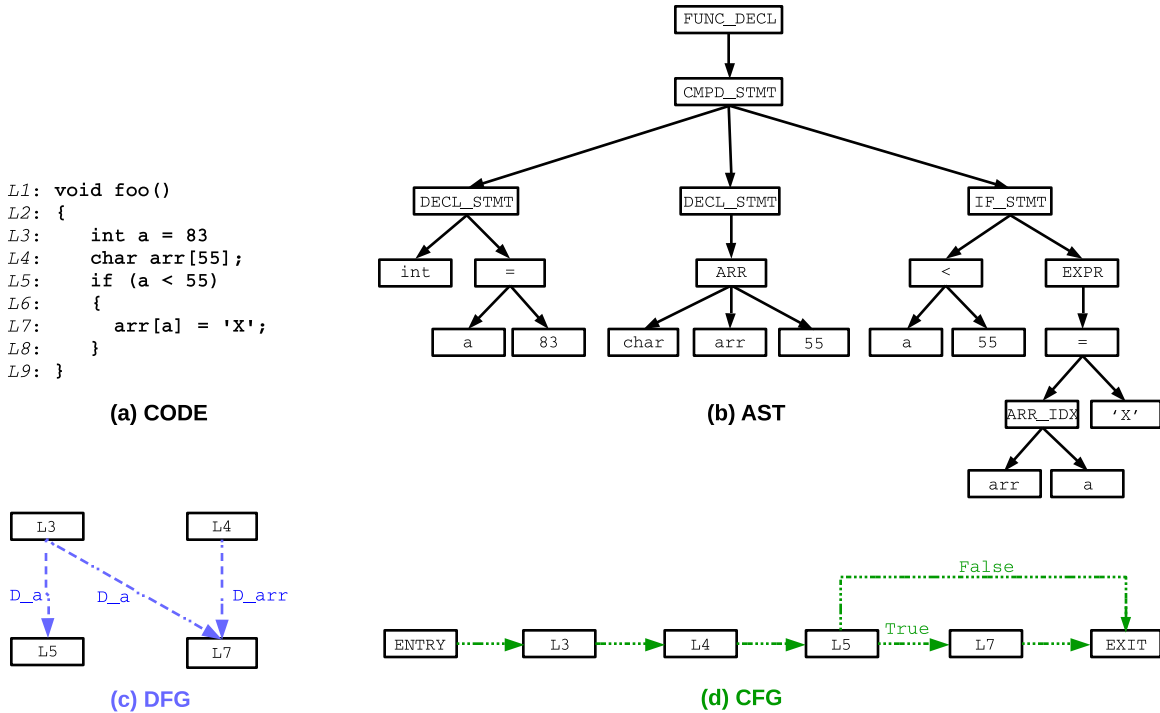 FUNC_DECL
CMPD_STMT
DECL_STMT DECL_STMT IF_STMT
int = ARR < EXPR
a 83 char arr 55 a 55 =
ARR_IDX ‘X’
arr a
(b) AST
L1: void foo()
L2: {
L3: int a = 83
L4: char arr[55];
L5: if (a < 55)
L6: {
L7: arr[a] = 'X';
L8: }
L9: }
(a) CODE
L3 L4
D_a D_a D_arr
L5 L7
(c) DFG
False
True
ENTRY L3 L4 L5 L7 EXIT
(d) CFG